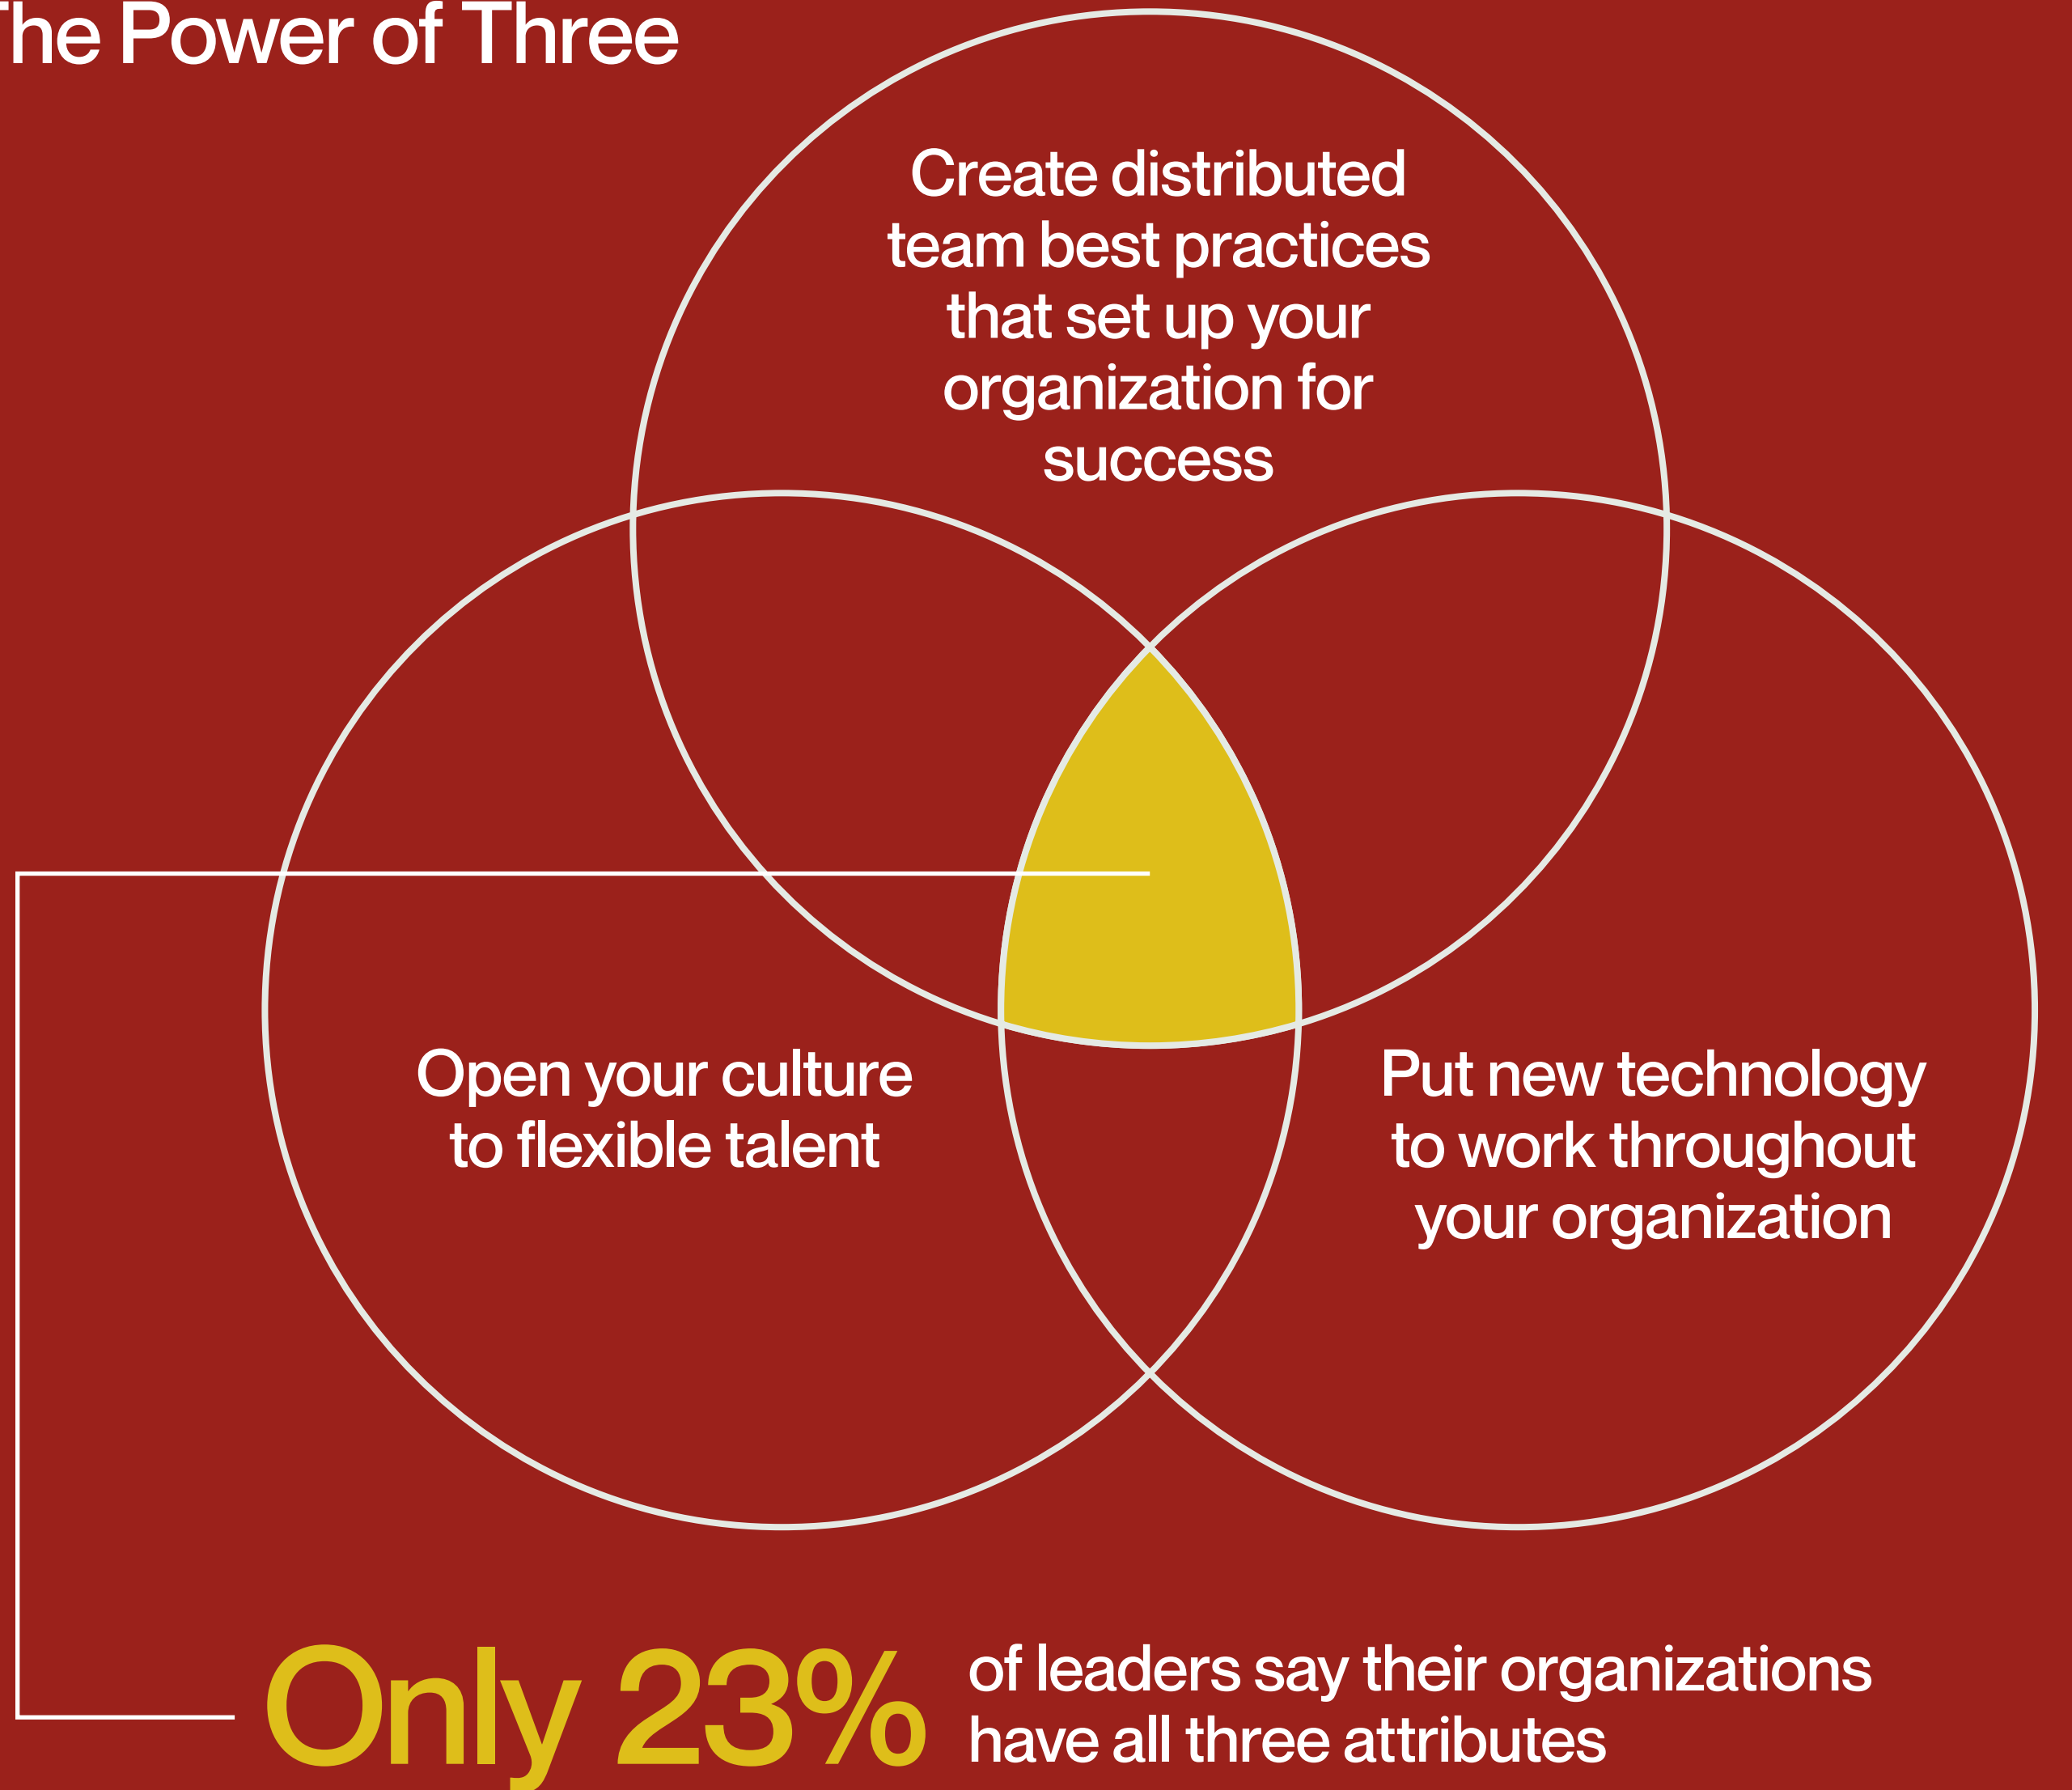 The Power of Three
Create distributed
team best practices
that set up your
organization for
success
Open your culture
to flexible talent
Put new technology
to work throughout
your organization
Only 23%
of leaders say their organizations
have all three attributes